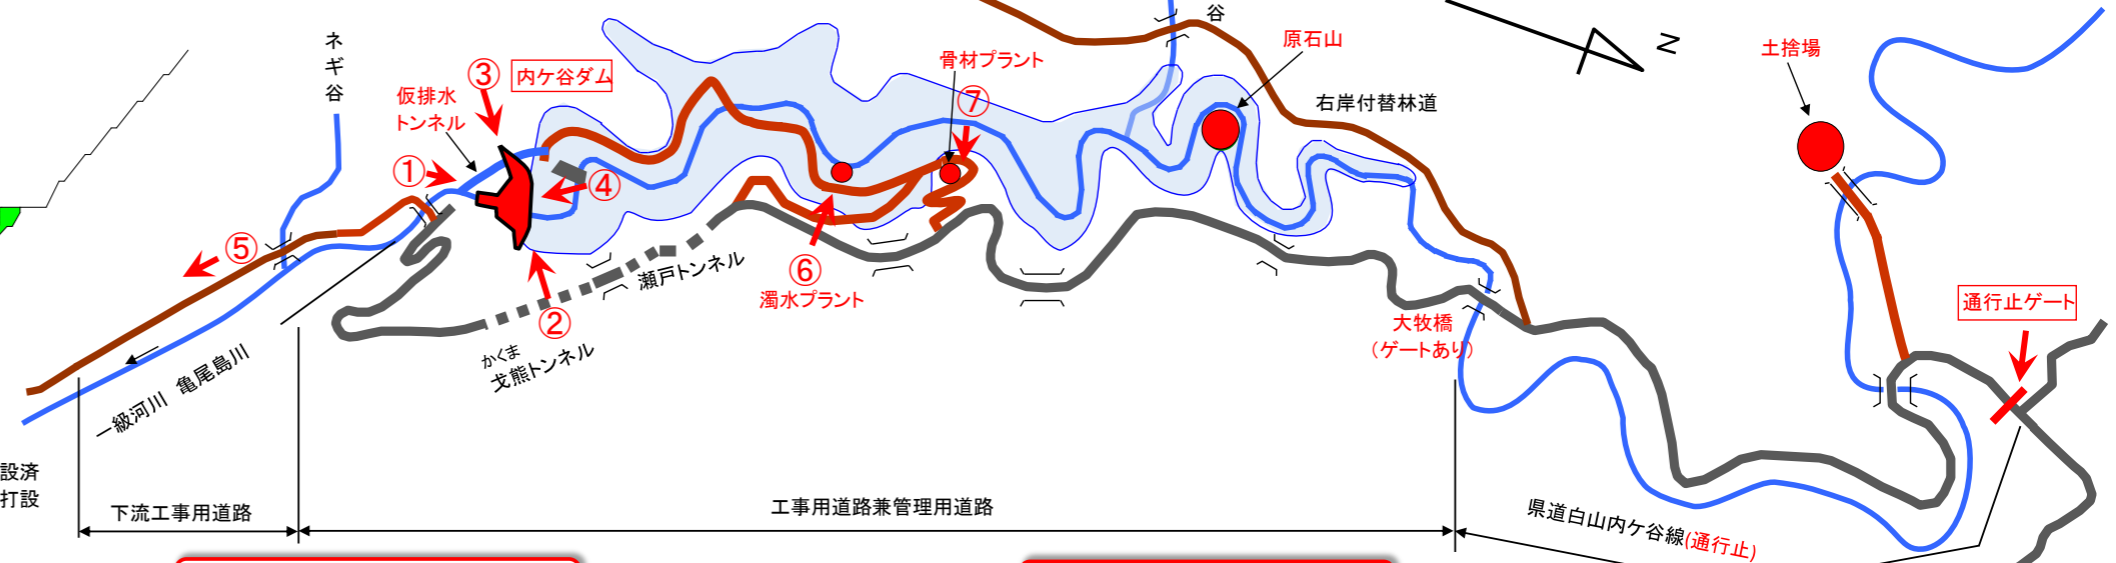 谷
原石山
土捨場
Z
ネギ谷
骨材プラント
③
内ケ谷ダム
仮排水
トンネル
⑦
右岸付替林道
①
④
⑤
瀬戸トンネル
⑥
濁水プラント
②
通行止ゲート
大牧橋
（ゲートあり）
かくま
戈熊トンネル
一級河川 亀尾島川
設済
打設
下流工事用道路
工事用道路兼管理用道路
県道白山内ケ谷線(通行止)